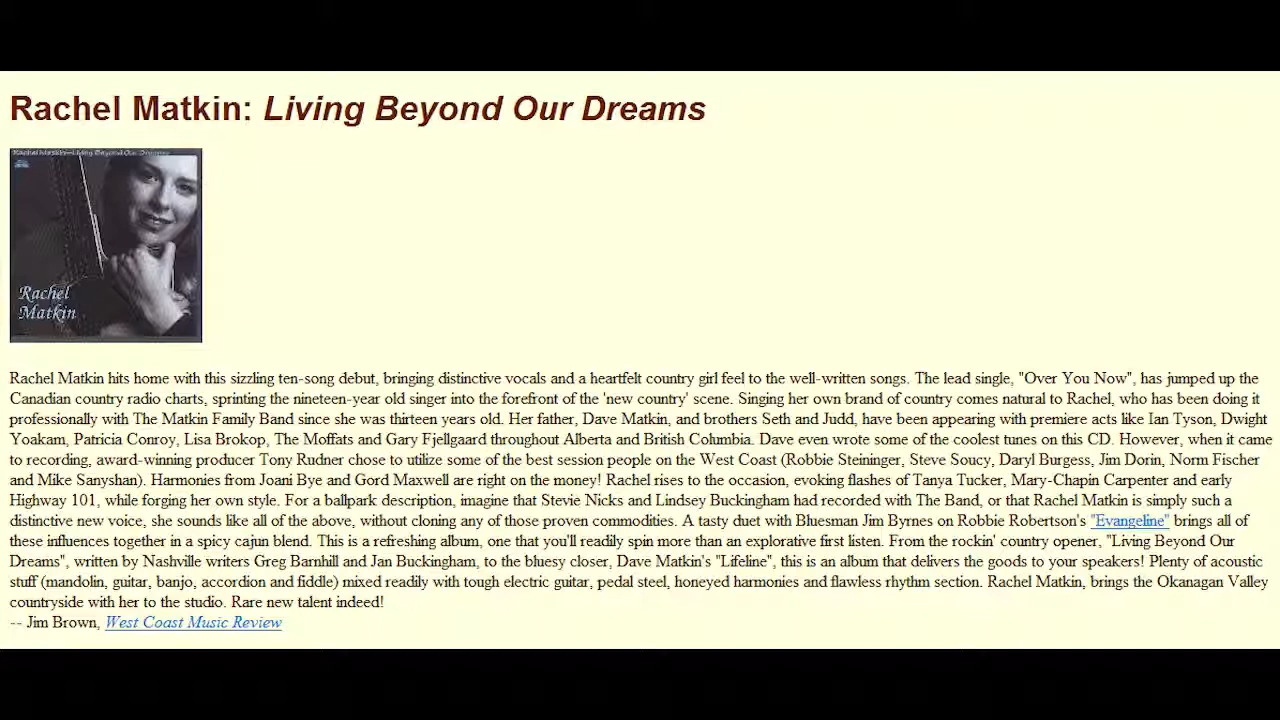 Rachel Matkin: Living Beyond Our Dreams
Rachel Matkin—Living Beyond Our Dreams
Rachel
Matkin
Rachel Matkin hits home with this sizzling ten-song debut, bringing distinctive vocals and a heartfelt country girl feel to the well-written songs. The lead single, "Over You Now", has jumped up the
Canadian country radio charts, sprinting the nineteen-year old singer into the forefront of the 'new country' scene. Singing her own brand of country comes natural to Rachel, who has been doing it
professionally with The Matkin Family Band since she was thirteen years old. Her father, Dave Matkin, and brothers Seth and Judd, have been appearing with premiere acts like Ian Tyson, Dwight
Yoakam, Patricia Conroy, Lisa Brokop, The Moffats and Gary Fjellgaard throughout Alberta and British Columbia. Dave even wrote some of the coolest tunes on this CD. However, when it came
to recording, award-winning producer Tony Rudner chose to utilize some of the best session people on the West Coast (Robbie Steininger, Steve Soucy, Daryl Burgess, Jim Dorin, Norm Fischer
and Mike Sanyshan). Harmonies from Joani Bye and Gord Maxwell are right on the money! Rachel rises to the occasion, evoking flashes of Tanya Tucker, Mary-Chapin Carpenter and early
Highway 101, while forging her own style. For a ballpark description, imagine that Stevie Nicks and Lindsey Buckingham had recorded with The Band, or that Rachel Matkin is simply such a
distinctive new voice, she sounds like all of the above, without cloning any of those proven commodities. A tasty duet with Bluesman Jim Byrnes on Robbie Robertson's "Evangeline" brings all of
these influences together in a spicy cajun blend. This is a refreshing album, one that you'll readily spin more than an explorative first listen. From the rockin' country opener, "Living Beyond Our
Dreams", written by Nashville writers Greg Barnhill and Jan Buckingham, to the bluesy closer, Dave Matkin's "Lifeline", this is an album that delivers the goods to your speakers! Plenty of acoustic
stuff (mandolin, guitar, banjo, accordion and fiddle) mixed readily with tough electric guitar, pedal steel, honeyed harmonies and flawless rhythm section. Rachel Matkin, brings the Okanagan Valley
countryside with her to the studio. Rare new talent indeed!
-- Jim Brown, West Coast Music Review